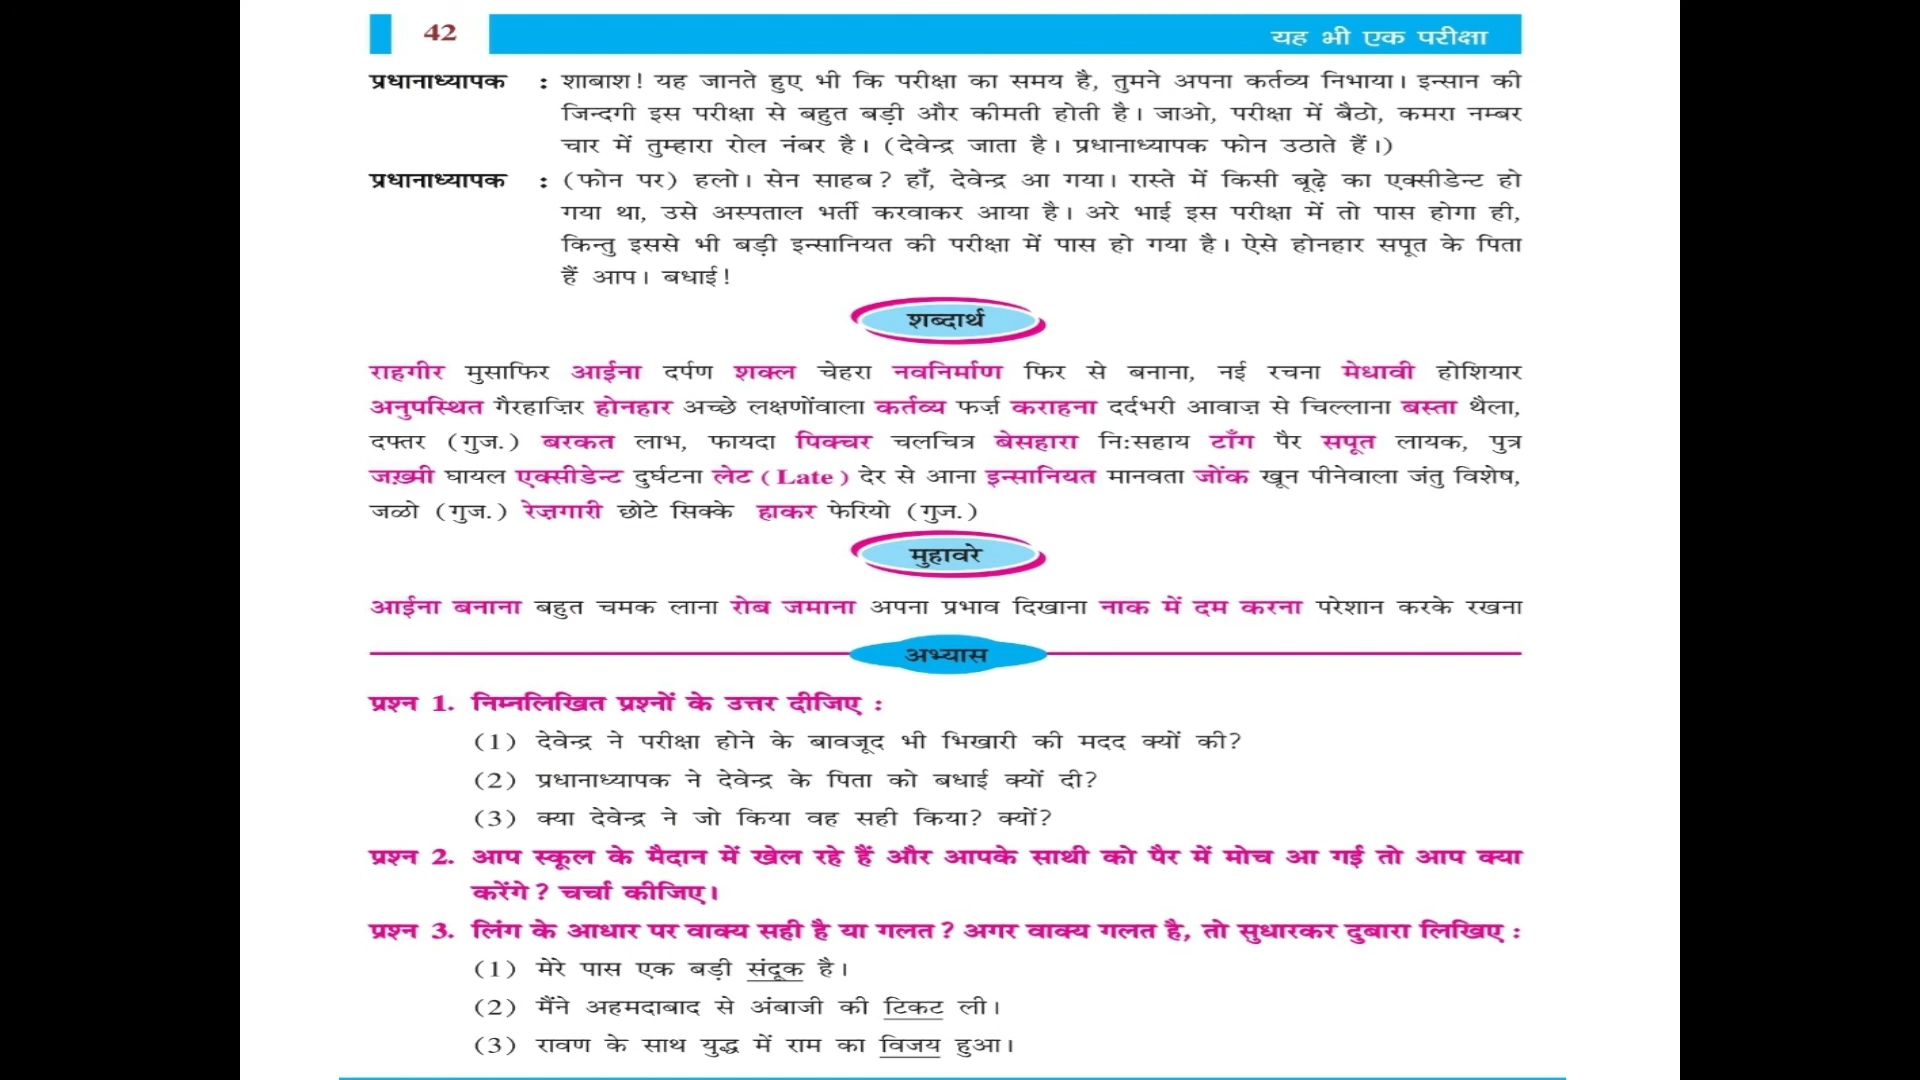 42
यह भी एक परीक्षा
प्रधानाध्यापक : शाबाश! यह जानते हुए भी कि परीक्षा का समय है, तुमने अपना कर्तव्य निभाया। इन्सान की
जिन्दगी इस परीक्षा से बहुत बड़ी और कीमती होती है। जाओ, परीक्षा में बैठो, कमरा नम्बर
चार में तुम्हारा रोल नंबर है। (देवेन्द्र जाता है। प्रधानाध्यापक फोन उठाते हैं।)
प्रधानाध्यापक : (फोन पर) हलो। सेन साहब? हाँ, देवेन्द्र आ गया। रास्ते में किसी बूढ़े का एक्सीडेन्ट हो
गया था, उसे अस्पताल भर्ती करवाकर आया है। अरे भाई इस परीक्षा में तो पास होगा ही,
किन्तु इससे भी बड़ी इन्सानियत की परीक्षा में पास हो गया है। ऐसे होनहार सपूत के पिता
हैं आप। बधाई!
शब्दार्थ
राहगीर मुसाफिर आईना दर्पण शक्ल चेहरा नवनिर्माण फिर से बनाना, नई रचना मेधावी होशियार
अनुपस्थित गैरहाज़िर होनहार अच्छे लक्षणोंवाला कर्तव्य फर्ज़ कराहना दर्दभरी आवाज़ से चिल्लाना बस्ता थैला,
दफ्तर (गुज.) बरकत लाभ, फायदा पिक्चर चलचित्र बेसहारा नि:सहाय टाँग पैर सपूत लायक, पुत्र
जख़्मी घायल एक्सीडेन्ट दुर्घटना लेट (Late) देर से आना इन्सानियत मानवता जोंक खून पीनेवाला जंतु विशेष,
जळो (गुज.) रेज़गारी छोटे सिक्के हाकर फेरियो (गुज.)
मुहावरे
आईना बनाना बहुत चमक लाना रोब जमाना अपना प्रभाव दिखाना नाक में दम करना परेशान करके रखना
अभ्यास
प्रश्न 1. निम्नलिखित प्रश्नों के उत्तर दीजिए :
(1) देवेन्द्र ने परीक्षा होने के बावजूद भी भिखारी की मदद क्यों की?
(2) प्रधानाध्यापक ने देवेन्द्र के पिता को बधाई क्यों दी?
(3) क्या देवेन्द्र ने जो किया वह सही किया? क्यों?
प्रश्न 2. आप स्कूल के मैदान में खेल रहे हैं और आपके साथी को पैर में मोच आ गई तो आप क्या
करेंगे? चर्चा कीजिए।
प्रश्न 3. लिंग के आधार पर वाक्य सही है या गलत? अगर वाक्य गलत है, तो सुधारकर दुबारा लिखिए :
(1) मेरे पास एक बड़ी संदूक है।
(2) मैंने अहमदाबाद से अंबाजी की टिकट ली।
(3) रावण के साथ युद्ध में राम का विजय हुआ।